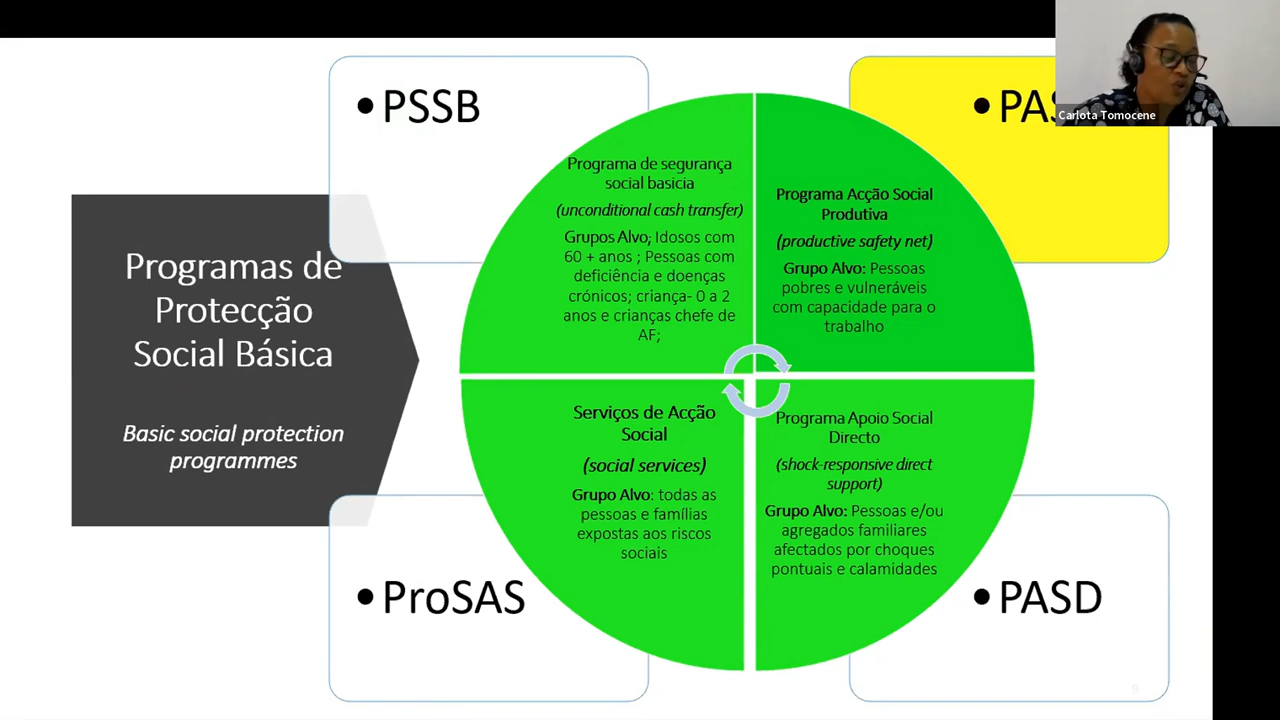 Programas de
Protecção
Social Básica
Basic social protection
programmes
• PSSB
Programa de segurança
social basicia
(unconditional cash transfer)
Grupos Alvo; Idosos com
60 + anos ; Pessoas com
deficiência e doenças
crónicos; criança- 0 a 2
anos e crianças chefe de
AF;
Programa Acção Social
Produtiva
(productive safety net)
Grupo Alvo: Pessoas
pobres e vulneráveis
com capacidade para o
trabalho
Carlota Tomocene
Serviços de Acção
Social
(social services)
Grupo Alvo: todas as
pessoas e famílias
expostas aos riscos
sociais
• ProSAS
Programa Apoio Social
Directo
(shock-responsive direct
support)
Grupo Alvo: Pessoas e/ou
agregados familiares
afectados por choques
pontuais e calamidades
• PASD
9